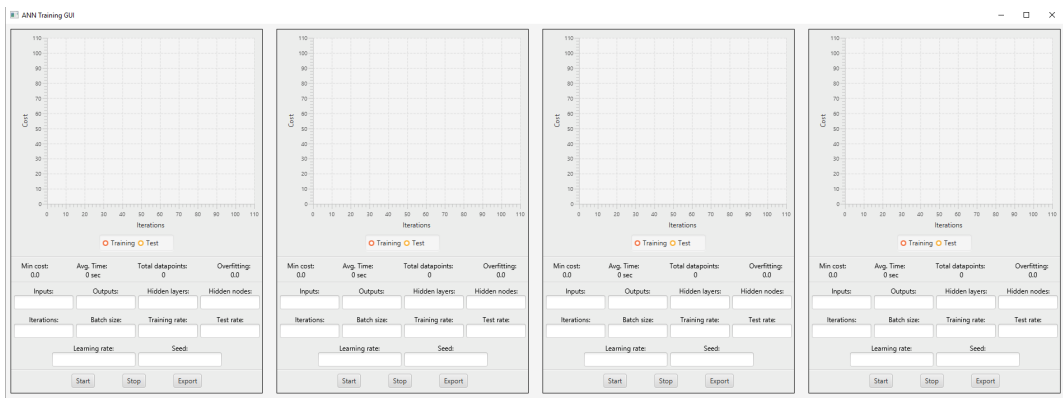 ANN Training GUI
110
100
90
80
70
60
50
40
30
20
10
0
Cost
0 10 20 30 40 50 60 70 80 90 100 110
Iterations
Training Test
Min cost: Avg. Time: Total datapoints: Overfitting:
0.0 0 sec 0 0.0
Inputs: Outputs: Hidden layers: Hidden nodes:
Iterations: Batch size: Training rate: Test rate:
Learning rate: Seed:
Start Stop Export
110
100
90
80
70
60
50
40
30
20
10
0
Cost
0 10 20 30 40 50 60 70 80 90 100 110
Iterations
Training Test
Min cost: Avg. Time: Total datapoints: Overfitting:
0.0 0 sec 0 0.0
Inputs: Outputs: Hidden layers: Hidden nodes:
Iterations: Batch size: Training rate: Test rate:
Learning rate: Seed:
Start Stop Export
110
100
90
80
70
60
50
40
30
20
10
0
Cost
0 10 20 30 40 50 60 70 80 90 100 110
Iterations
Training Test
Min cost: Avg. Time: Total datapoints: Overfitting:
0.0 0 sec 0 0.0
Inputs: Outputs: Hidden layers: Hidden nodes:
Iterations: Batch size: Training rate: Test rate:
Learning rate: Seed:
Start Stop Export
110
100
90
80
70
60
50
40
30
20
10
0
Cost
0 10 20 30 40 50 60 70 80 90 100 110
Iterations
Training Test
Min cost: Avg. Time: Total datapoints: Overfitting:
0.0 0 sec 0 0.0
Inputs: Outputs: Hidden layers: Hidden nodes:
Iterations: Batch size: Training rate: Test rate:
Learning rate: Seed:
Start Stop Export